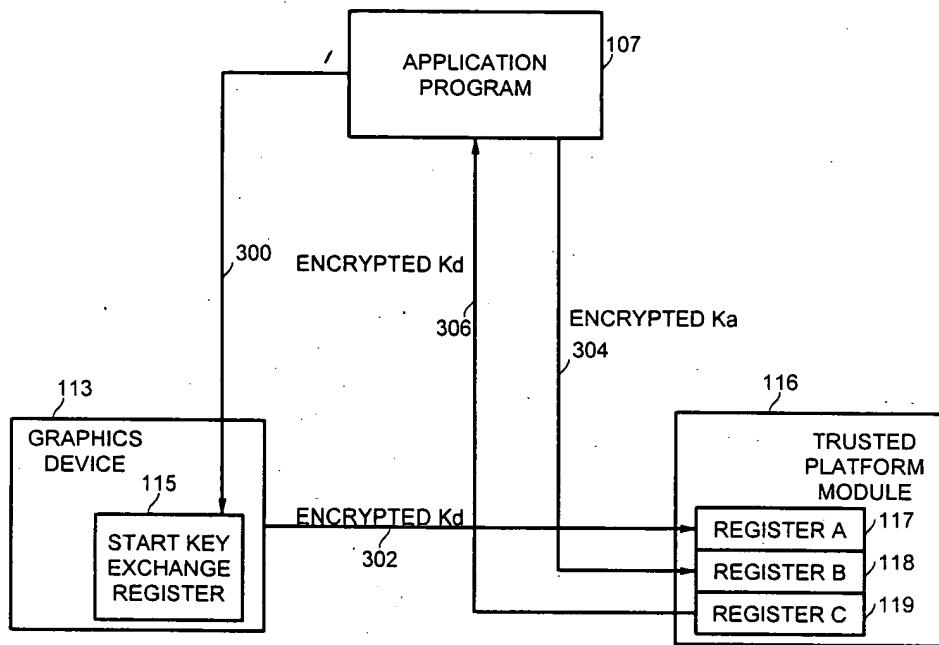 APPLICATION
PROGRAM
107
300
ENCRYPTED Kd
306
ENCRYPTED Ka
304
113
GRAPHICS
DEVICE
115
START KEY
EXCHANGE
REGISTER
ENCRYPTED Kd
302
116
TRUSTED
PLATFORM
MODULE
REGISTER A
117
REGISTER B
118
REGISTER C
119